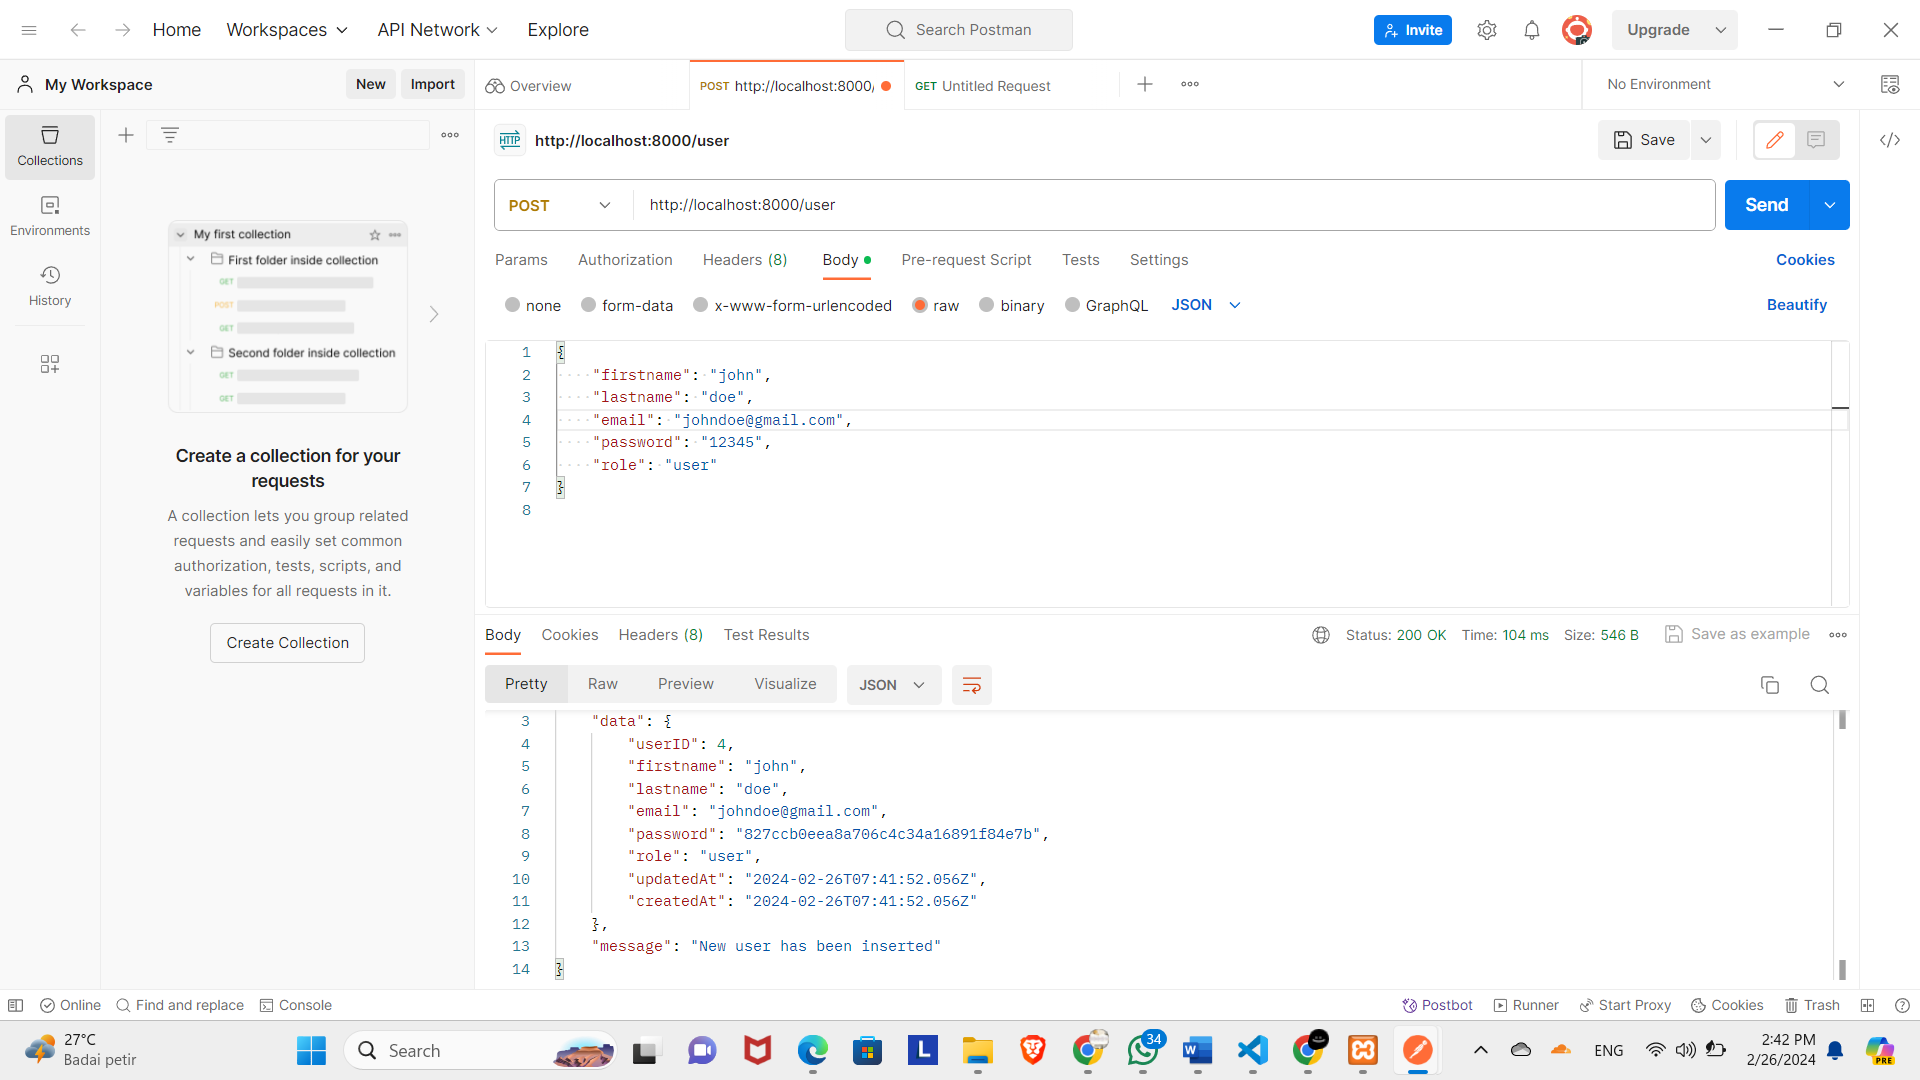 Home
Workspaces
API Network
Explore
Search Postman
Invite
Upgrade
My Workspace
New
Import
Overview
POST http://localhost:8000/
GET Untitled Request
No Environment
Collections
Environments
History
My first collection
First folder inside collection
GET
POST
GET
Second folder inside collection
GET
GET
Create a collection for your
requests
A collection lets you group related
requests and easily set common
authorization, tests, scripts, and
variables for all requests in it.
Create Collection
HTTP http://localhost:8000/user
Save
POST
http://localhost:8000/user
Send
Params
Authorization
Headers (8)
Body
Pre-request Script
Tests
Settings
Cookies
none
form-data
x-www-form-urlencoded
raw
binary
GraphQL
JSON
Beautify
1 {
2 "firstname": "john",
3 "lastname": "doe",
4 "email": "johndoe@gmail.com",
5 "password": "12345",
6 "role": "user"
7 }
8
Body
Cookies
Headers (8)
Test Results
Status: 200 OK
Time: 104 ms
Size: 546 B
Save as example
Pretty
Raw
Preview
Visualize
JSON
3 "data": {
4 "userID": 4,
5 "firstname": "john",
6 "lastname": "doe",
7 "email": "johndoe@gmail.com",
8 "password": "827ccb0eea8a706c4c34a16891f84e7b",
9 "role": "user",
10 "updatedAt": "2024-02-26T07:41:52.056Z",
11 "createdAt": "2024-02-26T07:41:52.056Z"
12 },
13 "message": "New user has been inserted"
14 }
Online
Find and replace
Console
Postbot
Runner
Start Proxy
Cookies
Trash
27°C
Badai petir
Search
L
34
W
ENG
2:42 PM
2/26/2024
PRE